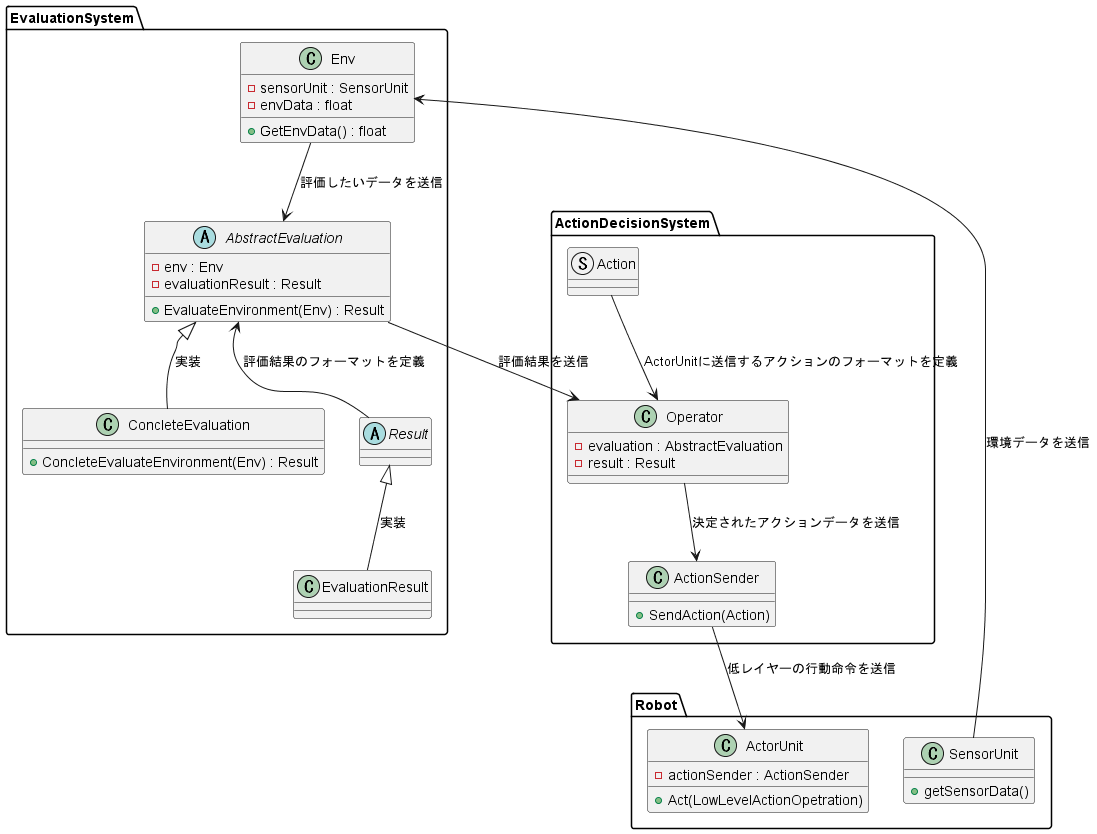 EvaluationSystem
C Env
sensorUnit : SensorUnit
envData : float
GetEnvData() : float
評価したいデータを送信
A AbstractEvaluation
env : Env
evaluationResult : Result
EvaluateEnvironment(Env) : Result
実装
評価結果のフォーマットを定義
評価結果を送信
C ConcleteEvaluation
ConcleteEvaluateEnvironment(Env) : Result
A Result
実装
C EvaluationResult
ActionDecisionSystem
S Action
ActorUnitに送信するアクションのフォーマットを定義
C Operator
evaluation : AbstractEvaluation
result : Result
決定されたアクションデータを送信
C ActionSender
SendAction(Action)
環境データを送信
低レイヤーの行動命令を送信
Robot
C ActorUnit
actionSender : ActionSender
Act(LowLevelActionOpetration)
C SensorUnit
getSensorData()